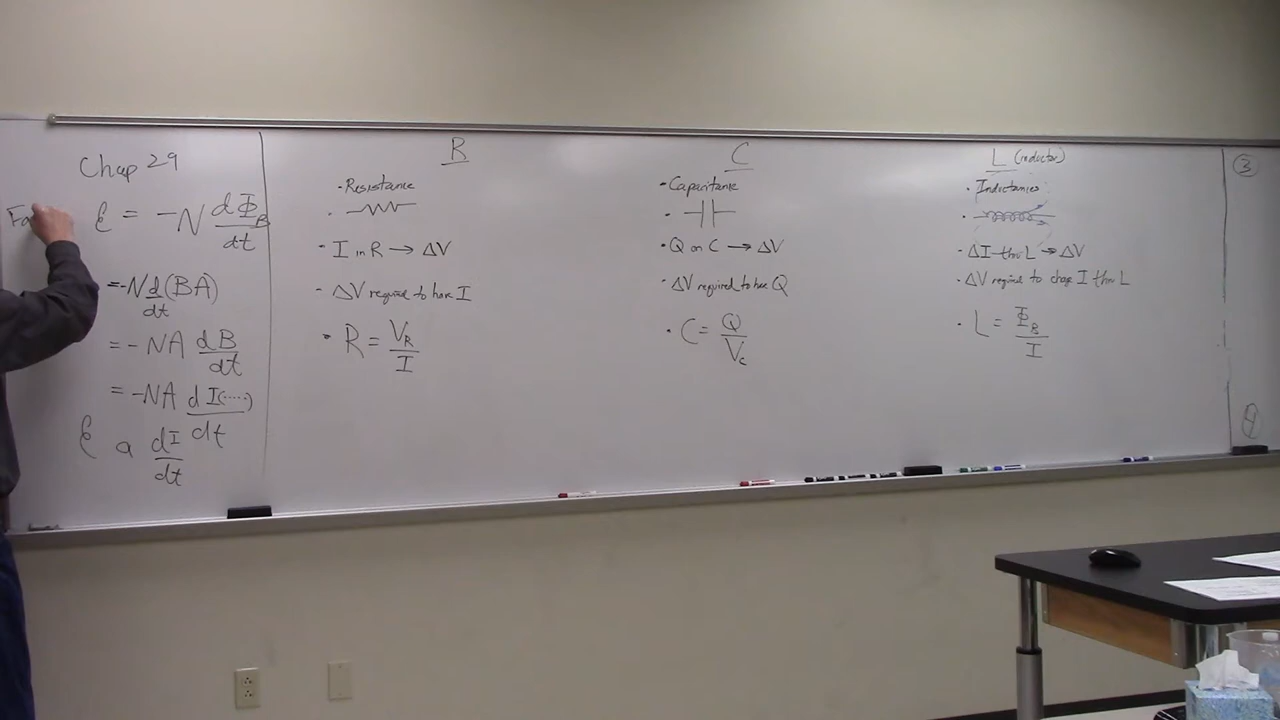 Chap 29
Fa
ℰ = -N dΦ_B/dt
= -N d/dt (BA)
= - NA dB/dt
= -NA d I(....)/dt
ℰ α dI/dt
R
• Resistance
• I in R → ΔV
• ΔV required to have I
• R = V_R/I
C
• Capacitance
• Q on C → ΔV
• ΔV required to have Q
• C = Q/V_C
L (inductor)
• ΔI thru L → ΔV
• ΔV required to change I thru L
• L = Φ_B/I
③
④